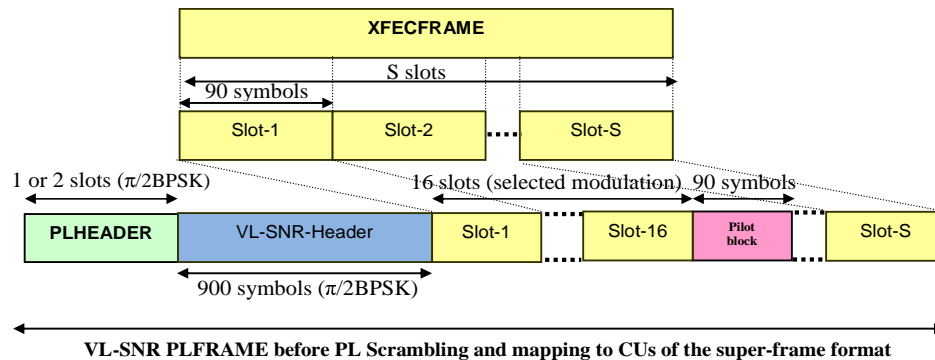 XFECFRAME
S slots
90 symbols
Slot-1 Slot-2 Slot-S
1 or 2 slots (π/2BPSK) 16 slots (selected modulation) 90 symbols
PLHEADER VL-SNR-Header Slot-1 Slot-16 Pilot block Slot-S
900 symbols (π/2BPSK)
VL-SNR PLFRAME before PL Scrambling and mapping to CUs of the super-frame format